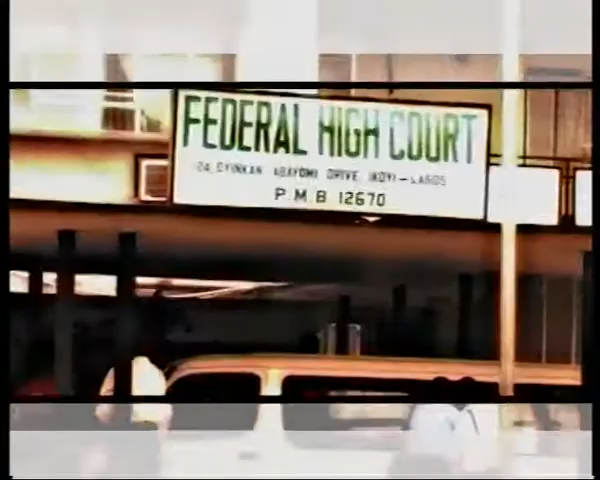 FEDERAL HIGH COURT
24, OYINKAN ABAYOMI DRIVE IKOYI - LAGOS
P M B 12670